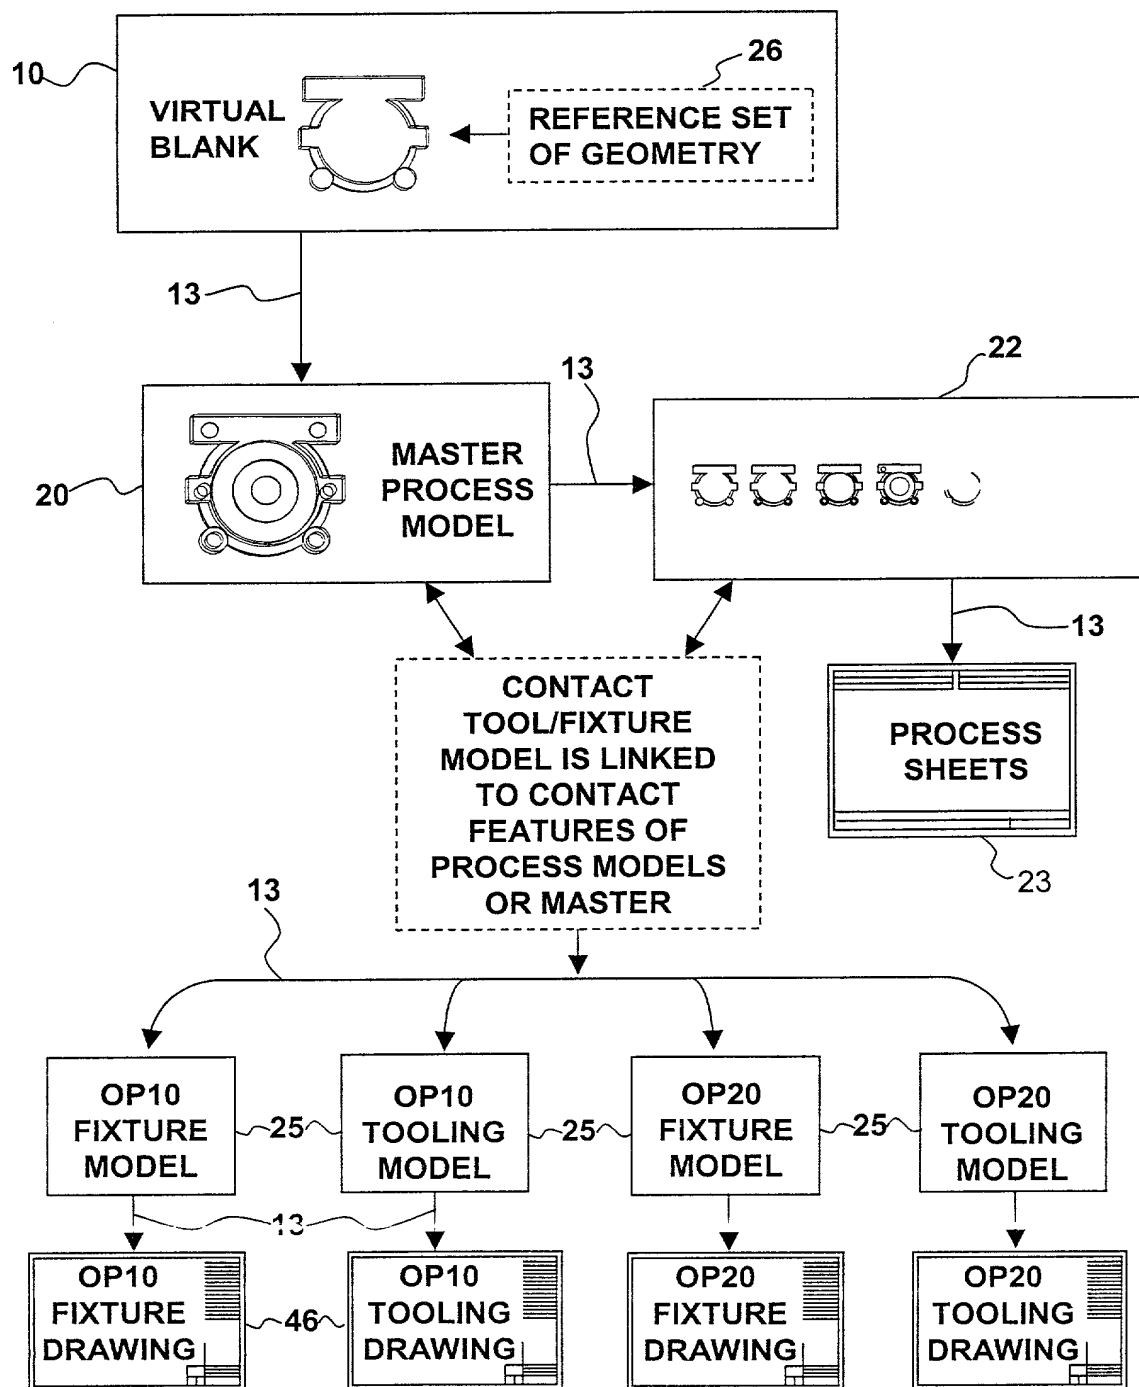 10
26
VIRTUAL
BLANK
REFERENCE SET
OF GEOMETRY
13
22
13
20
MASTER
PROCESS
MODEL
13
CONTACT
TOOL/FIXTURE
MODEL IS LINKED
TO CONTACT
FEATURES OF
PROCESS MODELS
OR MASTER
PROCESS
SHEETS
23
13
13
OP10
FIXTURE
MODEL
25
OP10
TOOLING
MODEL
25
OP20
FIXTURE
MODEL
25
OP20
TOOLING
MODEL
13
OP10
FIXTURE
DRAWING
46
OP10
TOOLING
DRAWING
OP20
FIXTURE
DRAWING
OP20
TOOLING
DRAWING